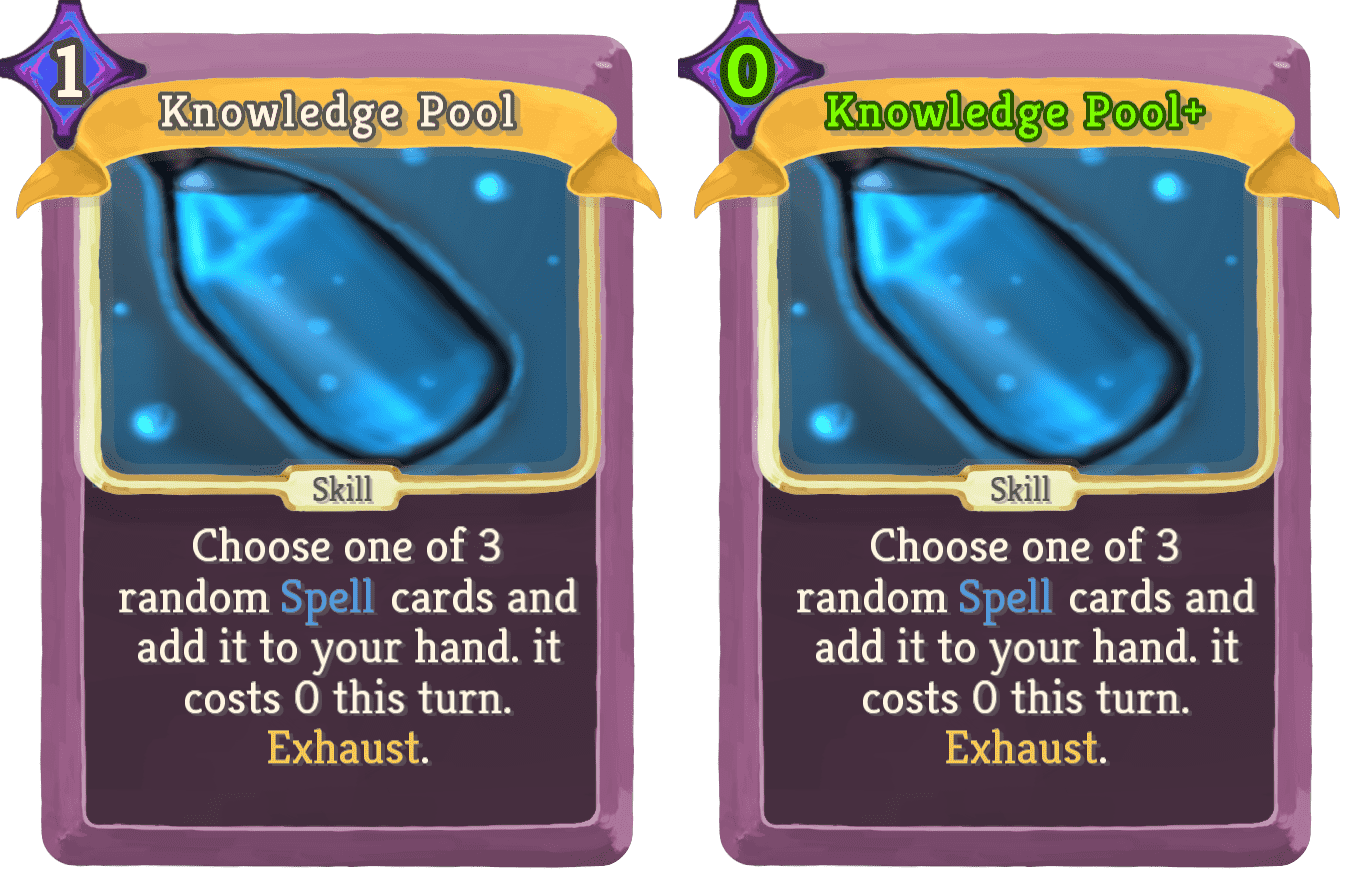 1
Knowledge Pool
Skill
Choose one of 3
random Spell cards and
add it to your hand. it
costs 0 this turn.
Exhaust.
0
Knowledge Pool+
Skill
Choose one of 3
random Spell cards and
add it to your hand. it
costs 0 this turn.
Exhaust.